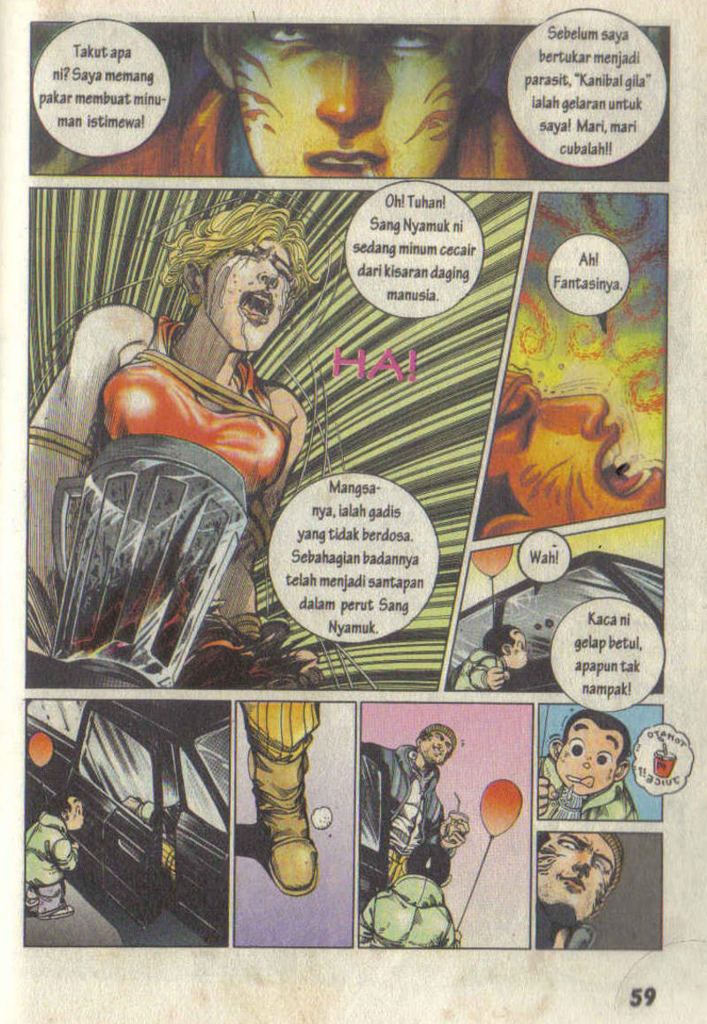 Takut apa
ni? Saya memang
pakar membuat minu-
man istimewa!
Sebelum saya
bertukar menjadi
parasit, "Kanibal gila"
ialah gelaran untuk
saya! Mari, mari
cubalah!!
Oh! Tuhan!
Sang Nyamuk ni
sedang minum cecair
dari kisaran daging
manusia.
HA!
Mangsa-
nya, ialah gadis
yang tidak berdosa.
Sebahagian badannya
telah menjadi santapan
dalam perut Sang
Nyamuk.
Ah!
Fantasinya.
Wah!
Kaca ni
gelap betul,
apapun tak
nampak!
TOMATO
JUICE!!
59